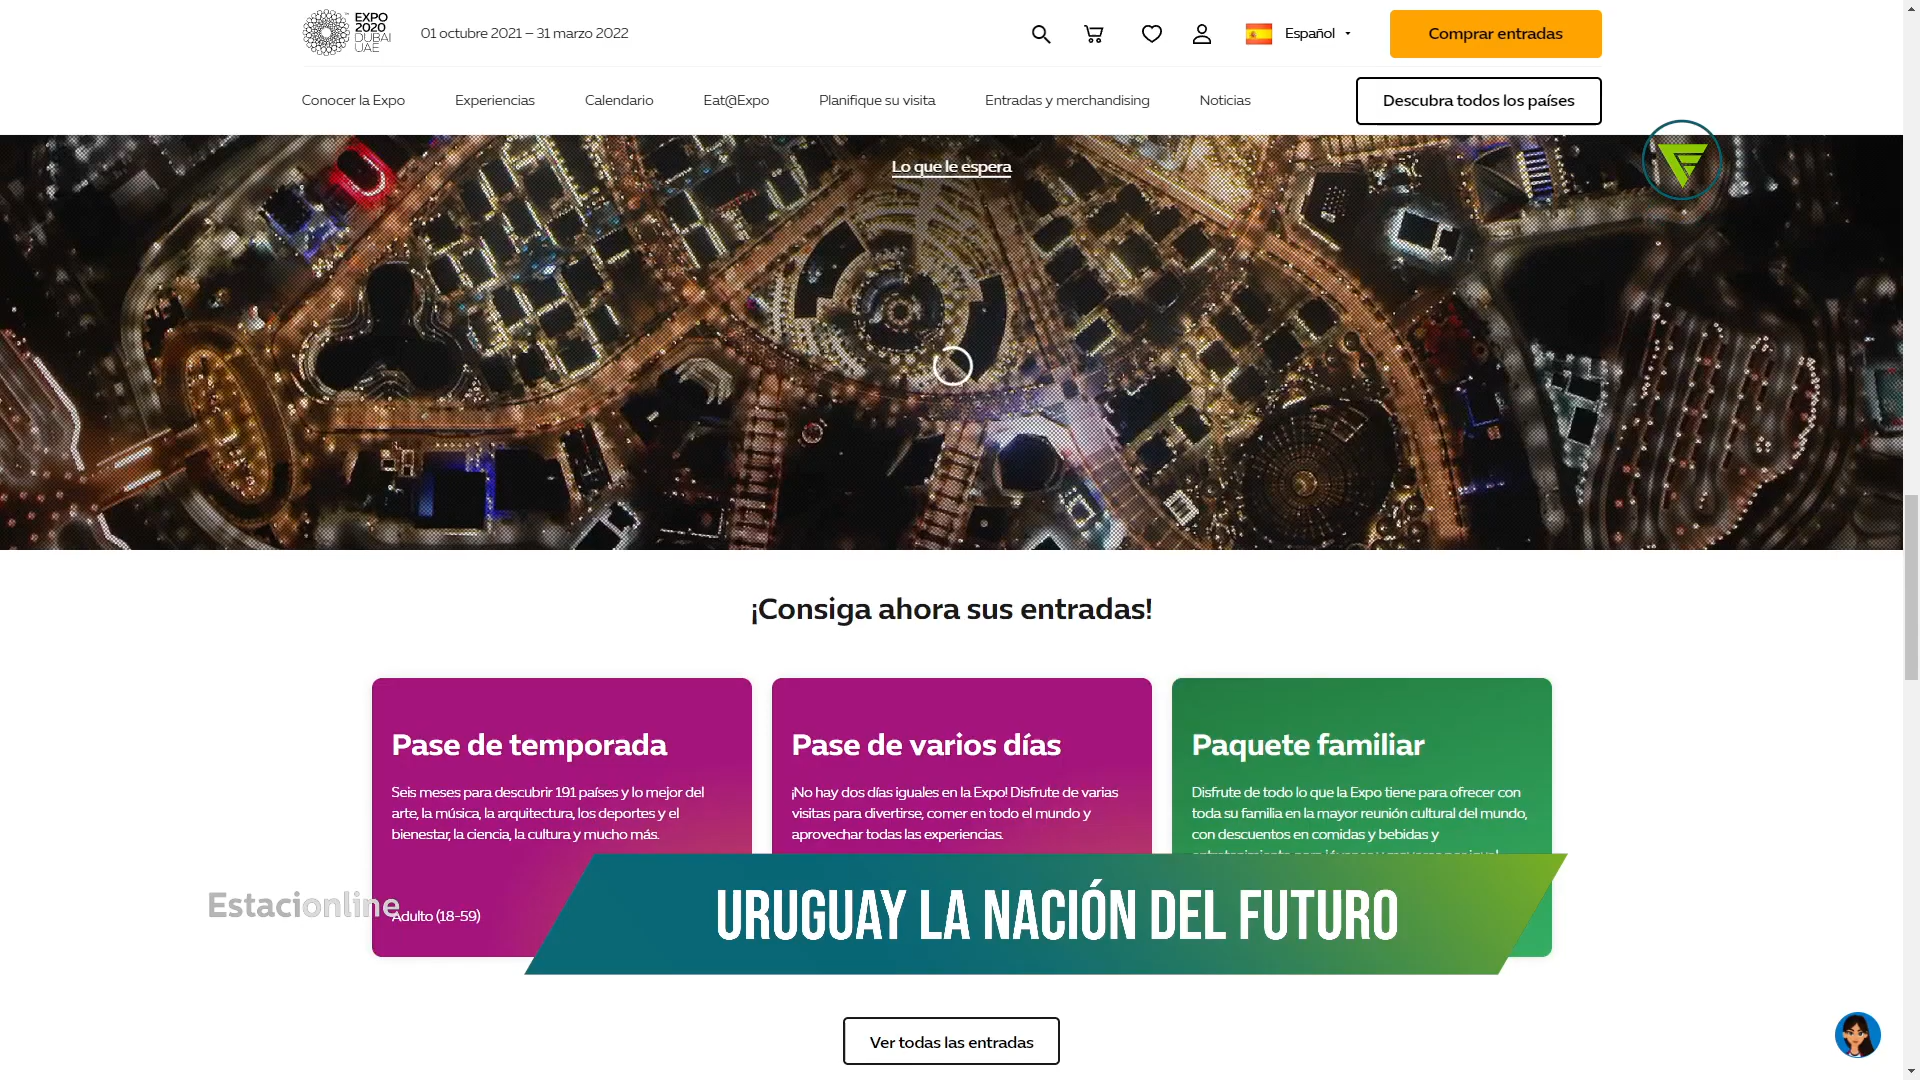 EXPO
2020
DUBAI
UAE
01 octubre 2021 – 31 marzo 2022
Español
Comprar entradas
Conocer la Expo
Experiencias
Calendario
Eat@Expo
Planifique su visita
Entradas y merchandising
Noticias
Descubra todos los países
Lo que le espera
¡Consiga ahora sus entradas!
Pase de temporada
Seis meses para descubrir 191 países y lo mejor del
arte, la música, la arquitectura, los deportes y el
bienestar, la ciencia, la cultura y mucho más.
Adulto (18-59)
Pase de varios días
¡No hay dos días iguales en la Expo! Disfrute de varias
visitas para divertirse, comer en todo el mundo y
aprovechar todas las experiencias.
Paquete familiar
Disfrute de todo lo que la Expo tiene para ofrecer con
toda su familia en la mayor reunión cultural del mundo,
con descuentos en comidas y bebidas y
Estacionline
URUGUAY LA NACIÓN DEL FUTURO
Ver todas las entradas